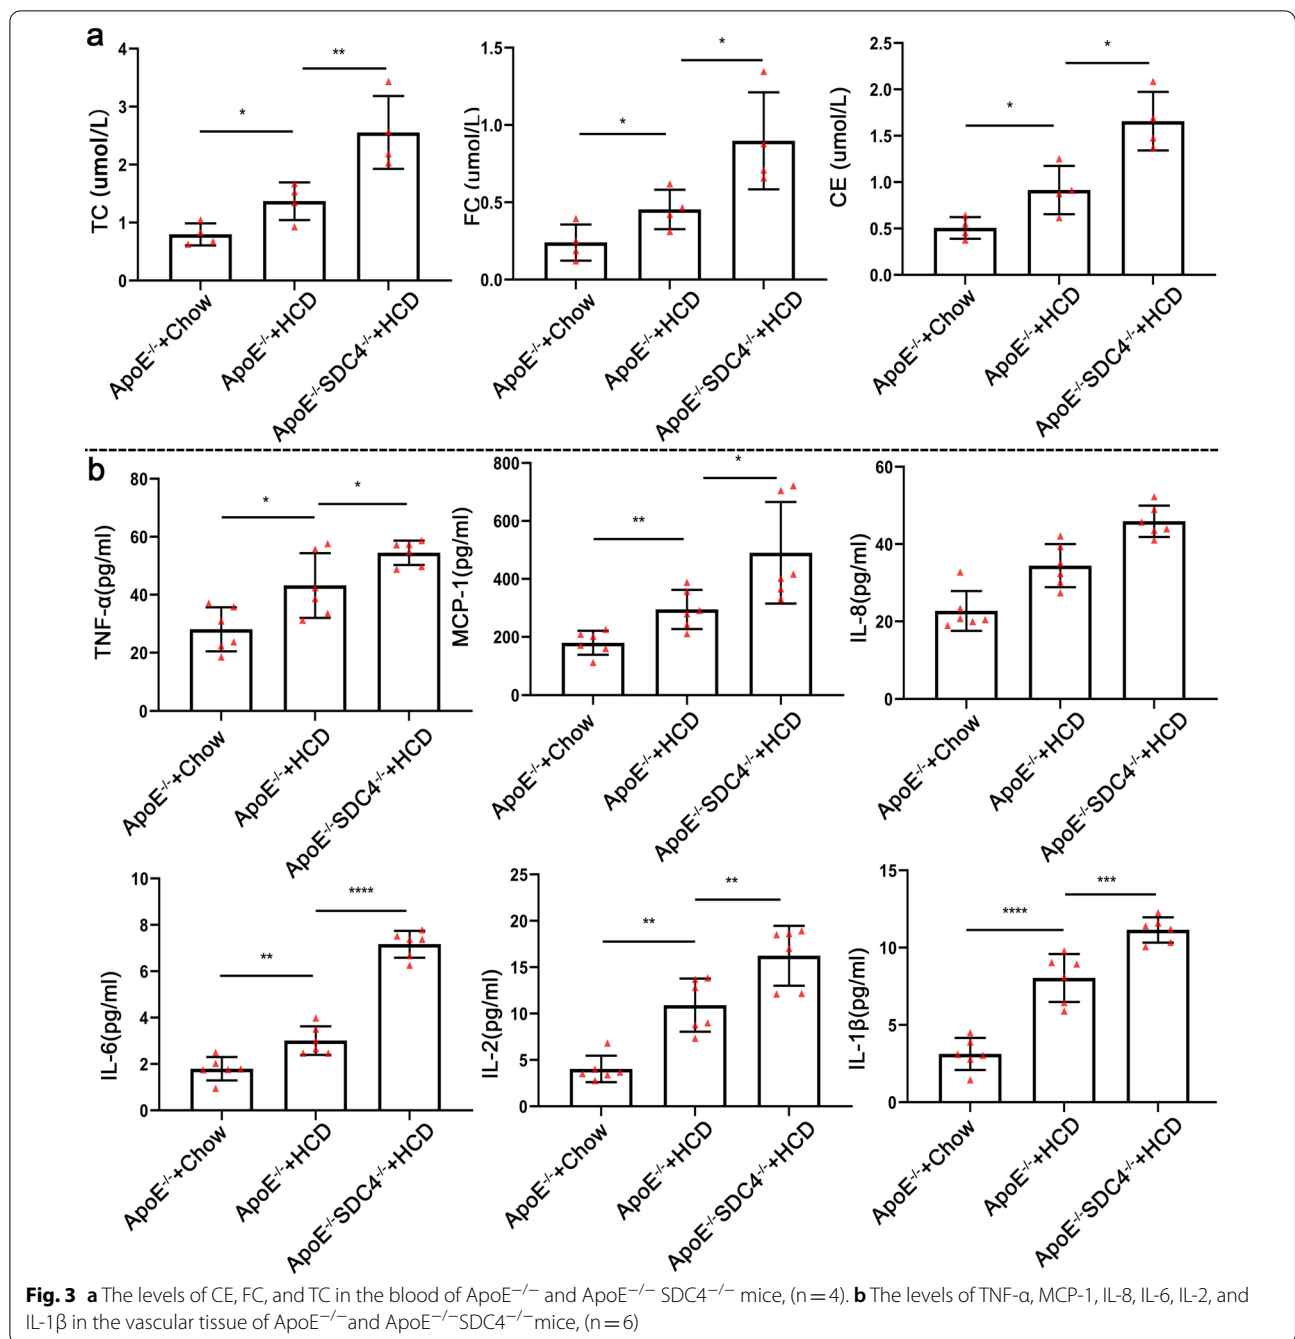 a
TC (umol/L)
4
3
2
1
0
*
**
ApoE-/-+Chow
ApoE-/-+HCD
ApoE-/-SDC4-/-+HCD
FC (umol/L)
1.5
1.0
0.5
0.0
*
*
ApoE-/-+Chow
ApoE-/-+HCD
ApoE-/-SDC4-/-+HCD
CE (umol/L)
2.5
2.0
1.5
1.0
0.5
0.0
*
*
ApoE-/-+Chow
ApoE-/-+HCD
ApoE-/-SDC4-/-+HCD
b
TNF-α(pg/ml)
80
60
40
20
0
*
*
ApoE-/-+Chow
ApoE-/-+HCD
ApoE-/-SDC4-/-+HCD
MCP-1(pg/ml)
800
600
400
200
0
**
*
ApoE-/-+Chow
ApoE-/-+HCD
ApoE-/-SDC4-/-+HCD
IL-8(pg/ml)
60
40
20
0
ApoE-/-+Chow
ApoE-/-+HCD
ApoE-/-SDC4-/-+HCD
IL-6(pg/ml)
8
6
4
2
0
**
****
ApoE-/-+Chow
ApoE-/-+HCD
ApoE-/-SDC4-/-+HCD
IL-2(pg/ml)
25
20
15
10
5
0
**
**
ApoE-/-+Chow
ApoE-/-+HCD
ApoE-/-SDC4-/-+HCD
IL-1β(pg/ml)
15
10
5
0
****
***
ApoE-/-+Chow
ApoE-/-+HCD
ApoE-/-SDC4-/-+HCD
Fig. 3 a The levels of CE, FC, and TC in the blood of ApoE−/− and ApoE−/− SDC4−/− mice, (n = 4). b The levels of TNF-α, MCP-1, IL-8, IL-6, IL-2, and
IL-1β in the vascular tissue of ApoE−/−and ApoE−/−SDC4−/−mice, (n = 6)